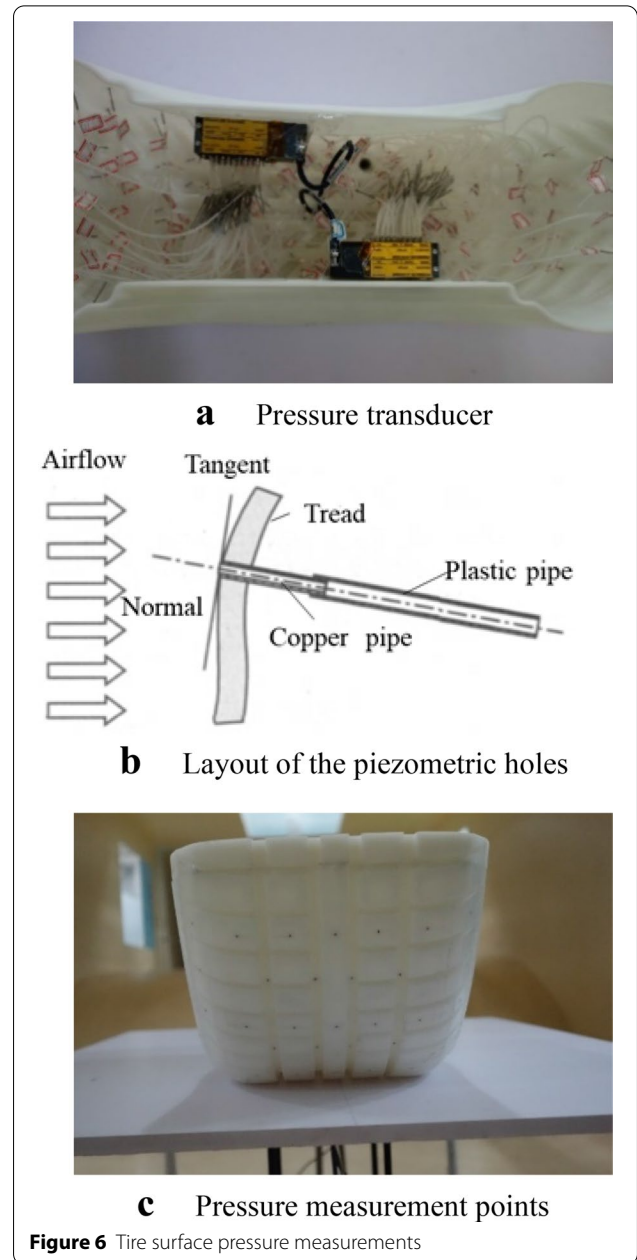 a Pressure transducer
Airflow
Tangent
Tread
Normal
Plastic pipe
Copper pipe
b Layout of the piezometric holes
c Pressure measurement points
Figure 6 Tire surface pressure measurements